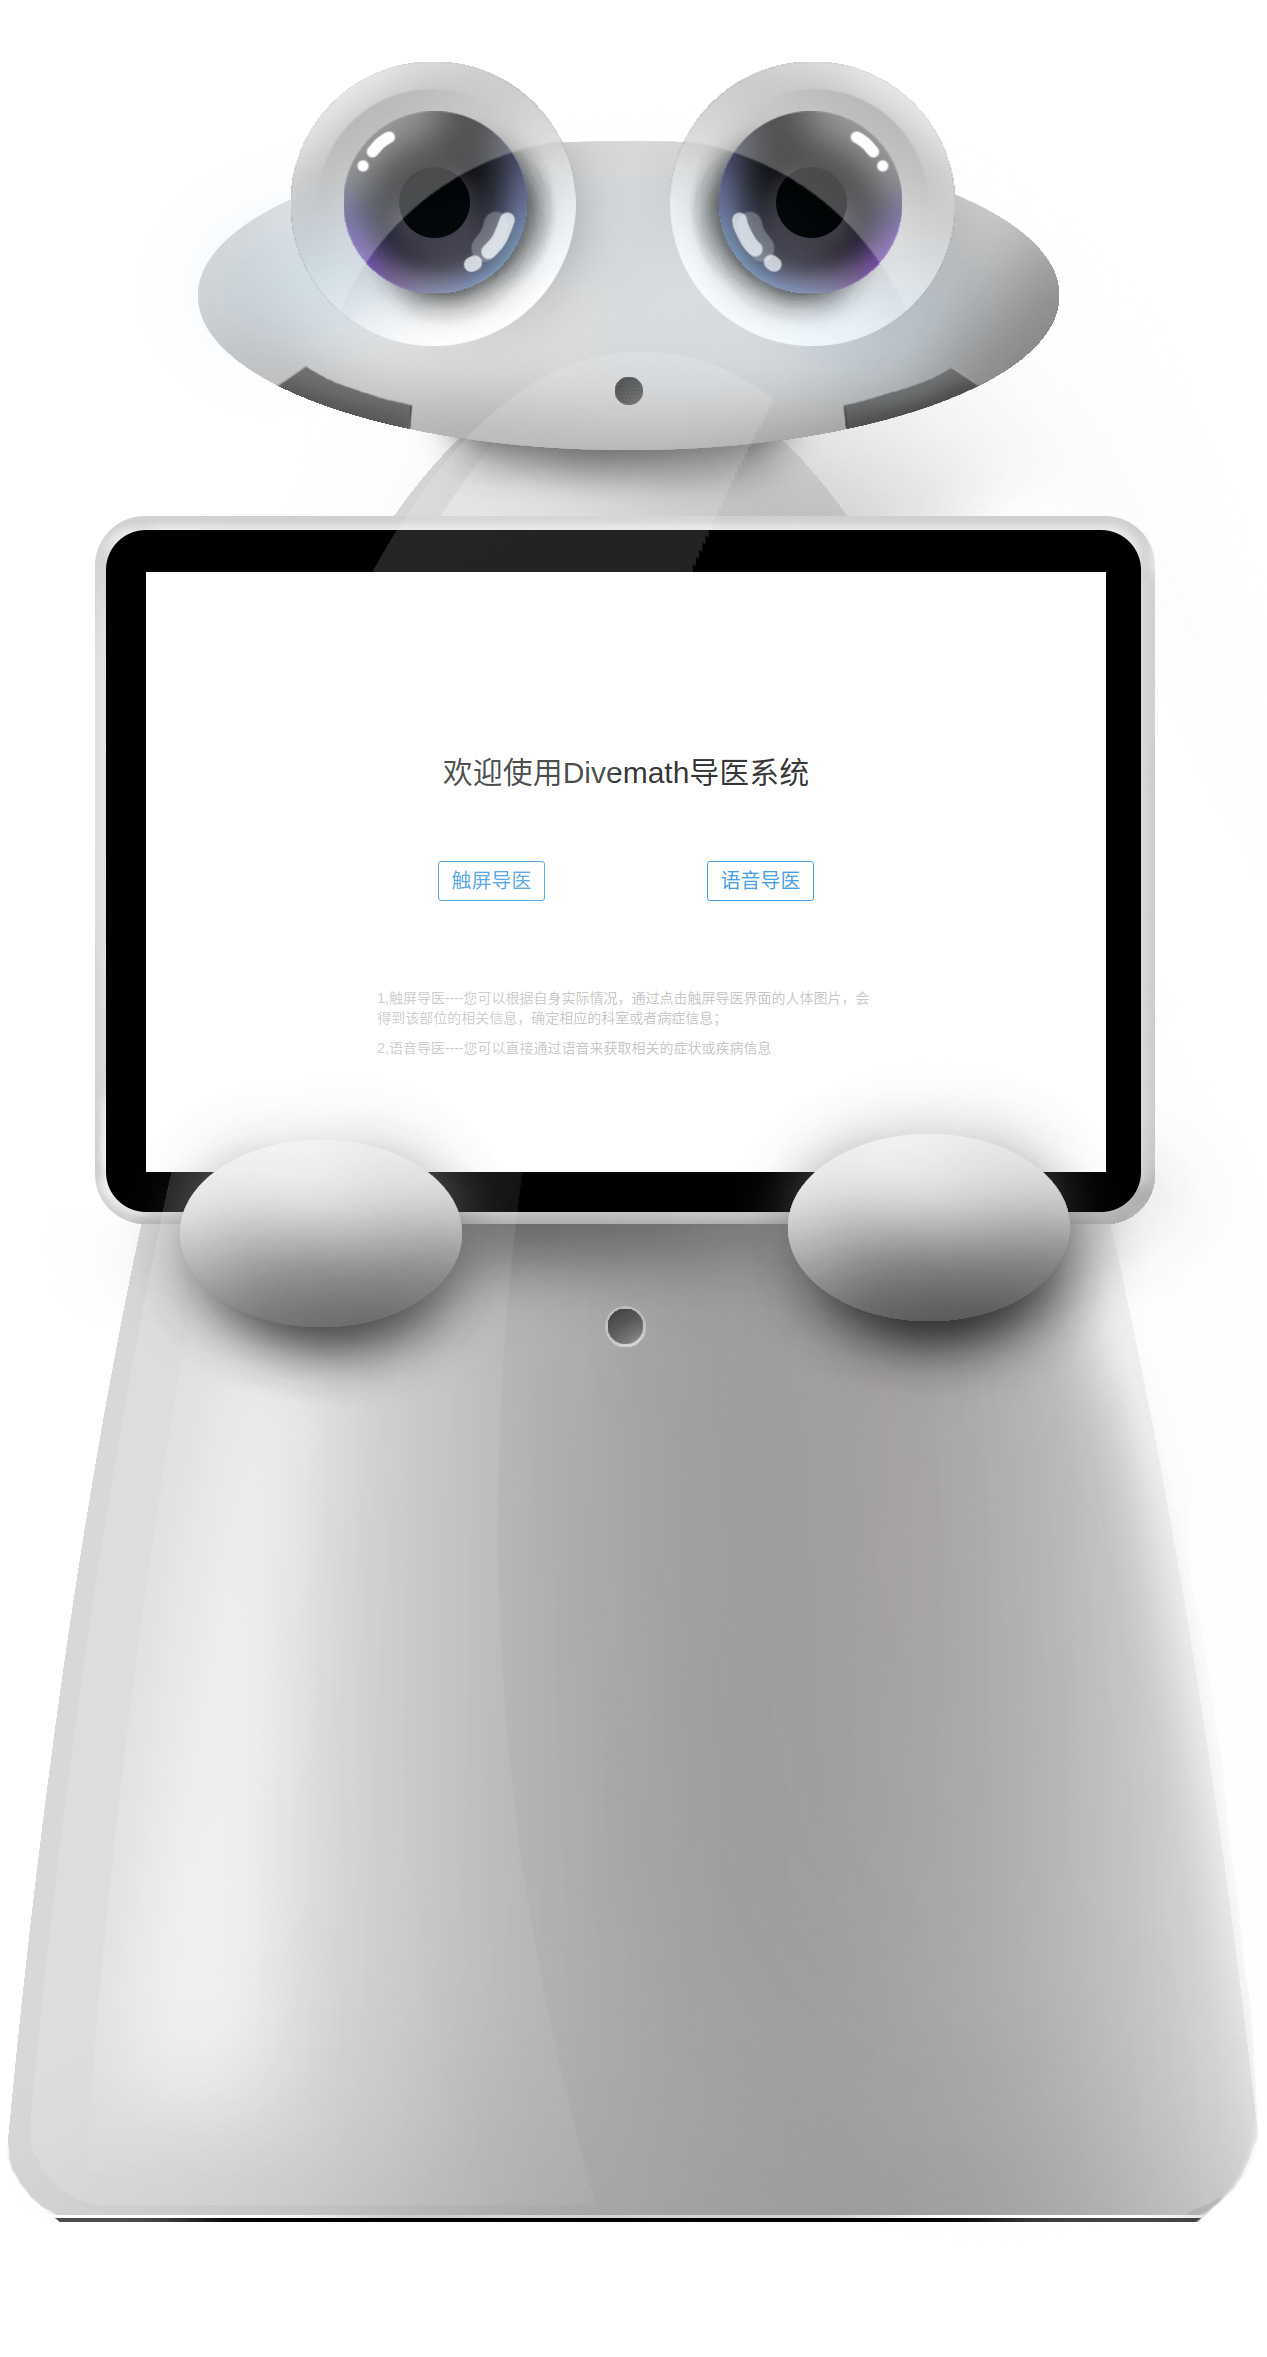 欢迎使用Divemath导医系统
触屏导医
语音导医
1,触屏导医----您可以根据自身实际情况，通过点击触屏导医界面的人体图片，会
得到该部位的相关信息，确定相应的科室或者病症信息；
2,语音导医----您可以直接通过语音来获取相关的症状或疾病信息